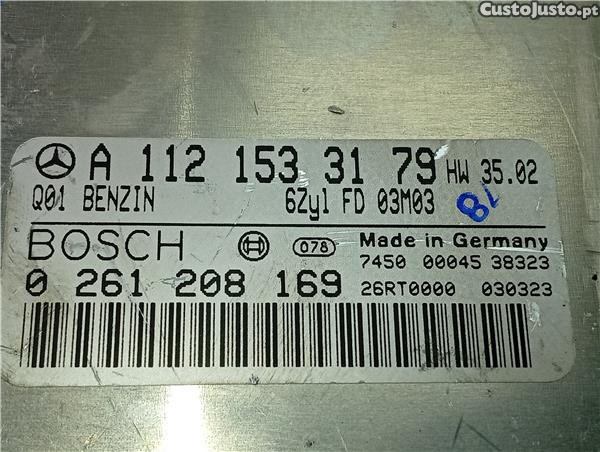 CustoJusto.pt
A 112 153 31 79 HW 35.02
Q01 BENZIN 6Zyl FD 03M03 81
BOSCH 078 Made in Germany
7450 00045 38323
0 261 208 169 26RT0000 030323